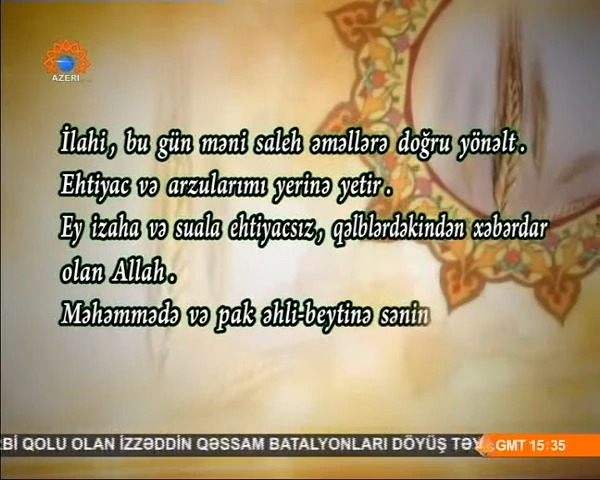 AZERI
İlahi, bu gün məni saleh əməllərə doğru yönəlt.
Ehtiyac və arzularımı yerinə yetir.
Ey izaha və suala ehtiyacsız, qəlblərdəkindən xəbərdar
olan Allah.
Məhəmmədə və pak əhli-beytinə sənin
QOLU OLAN İZZƏDDİN QƏSSAM BATALYONLARI DÖYÜŞ GMT 15:35